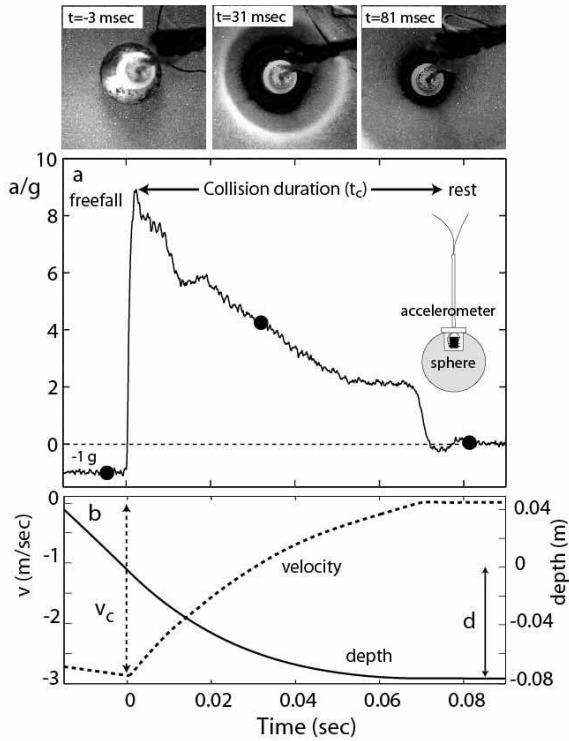 t=-3 msec
t=31 msec
t=81 msec
10
a/g
a
Collision duration (t_c)
rest
freefall
8
6
accelerometer
4
sphere
2
0
-1 g
0
b
0.04
v (m/sec)
-1
velocity
0
depth (m)
v_c
d
-2
-0.04
depth
-3
-0.08
0
0.02
0.04
0.06
0.08
Time (sec)